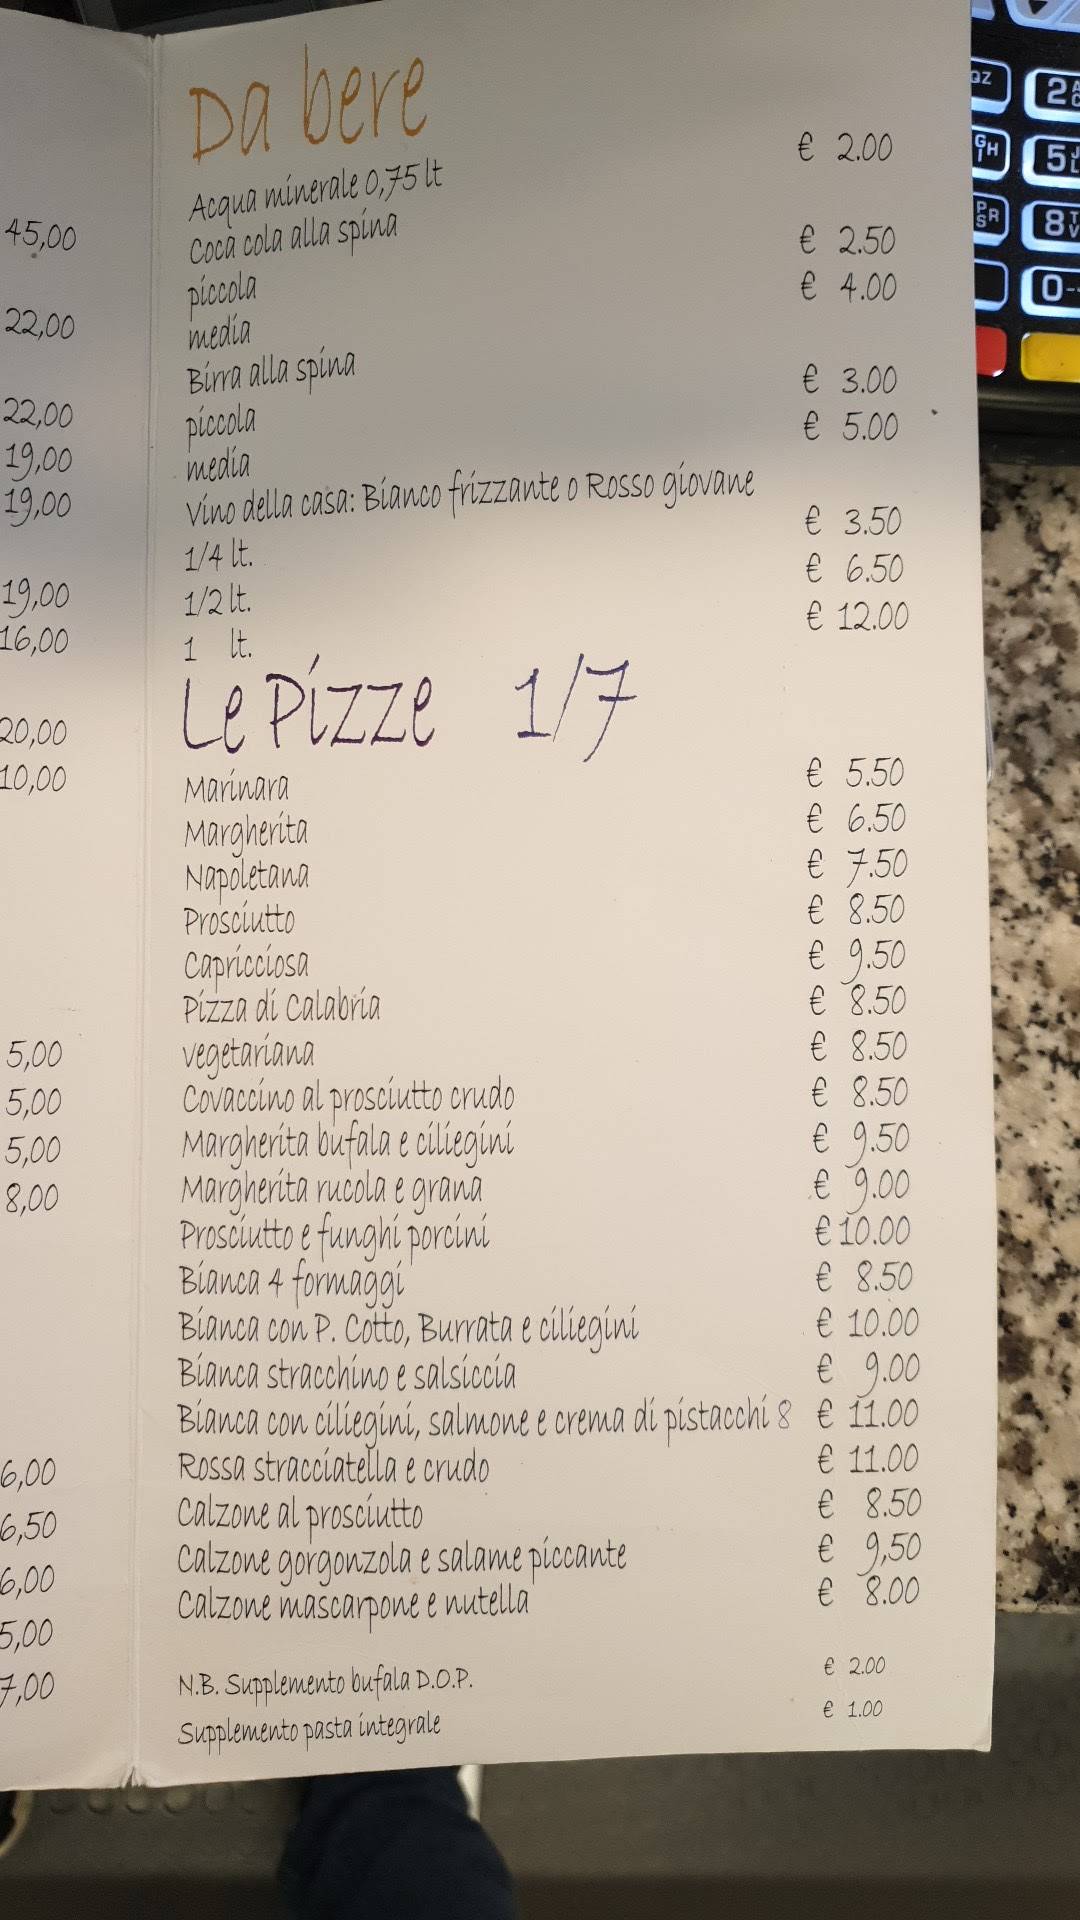 45,00
22,00
22,00
19,00
19,00
19,00
16,00
20,00
10,00
5,00
5,00
5,00
8,00
6,00
6,50
6,00
5,00
7,00
Da bere
Acqua minerale 0,75 lt € 2.00
Coca cola alla spina
piccola € 2.50
media € 4.00
Birra alla spina
piccola € 3.00
media € 5.00
Vino della casa: Bianco frizzante o Rosso giovane
1/4 lt. € 3.50
1/2 lt. € 6.50
1 lt. € 12.00
Le Pizze 1/7
Marinara € 5.50
Margherita € 6.50
Napoletana € 7.50
Prosciutto € 8.50
Capricciosa € 9.50
Pizza di Calabria € 8.50
vegetariana € 8.50
Covaccino al prosciutto crudo € 8.50
Margherita bufala e ciliegini € 9.50
Margherita rucola e grana € 9.00
Prosciutto e funghi porcini € 10.00
Bianca 4 formaggi € 8.50
Bianca con P. Cotto, Burrata e ciliegini € 10.00
Bianca stracchino e salsiccia € 9.00
Bianca con ciliegini, salmone e crema di pistacchi 8 € 11.00
Rossa stracciatella e crudo € 11.00
Calzone al prosciutto € 8.50
Calzone gorgonzola e salame piccante € 9,50
Calzone mascarpone e nutella € 8.00
N.B. Supplemento bufala D.O.P. € 2.00
Supplemento pasta integrale € 1.00
QZ 2
GHI 5
PRS 8
0